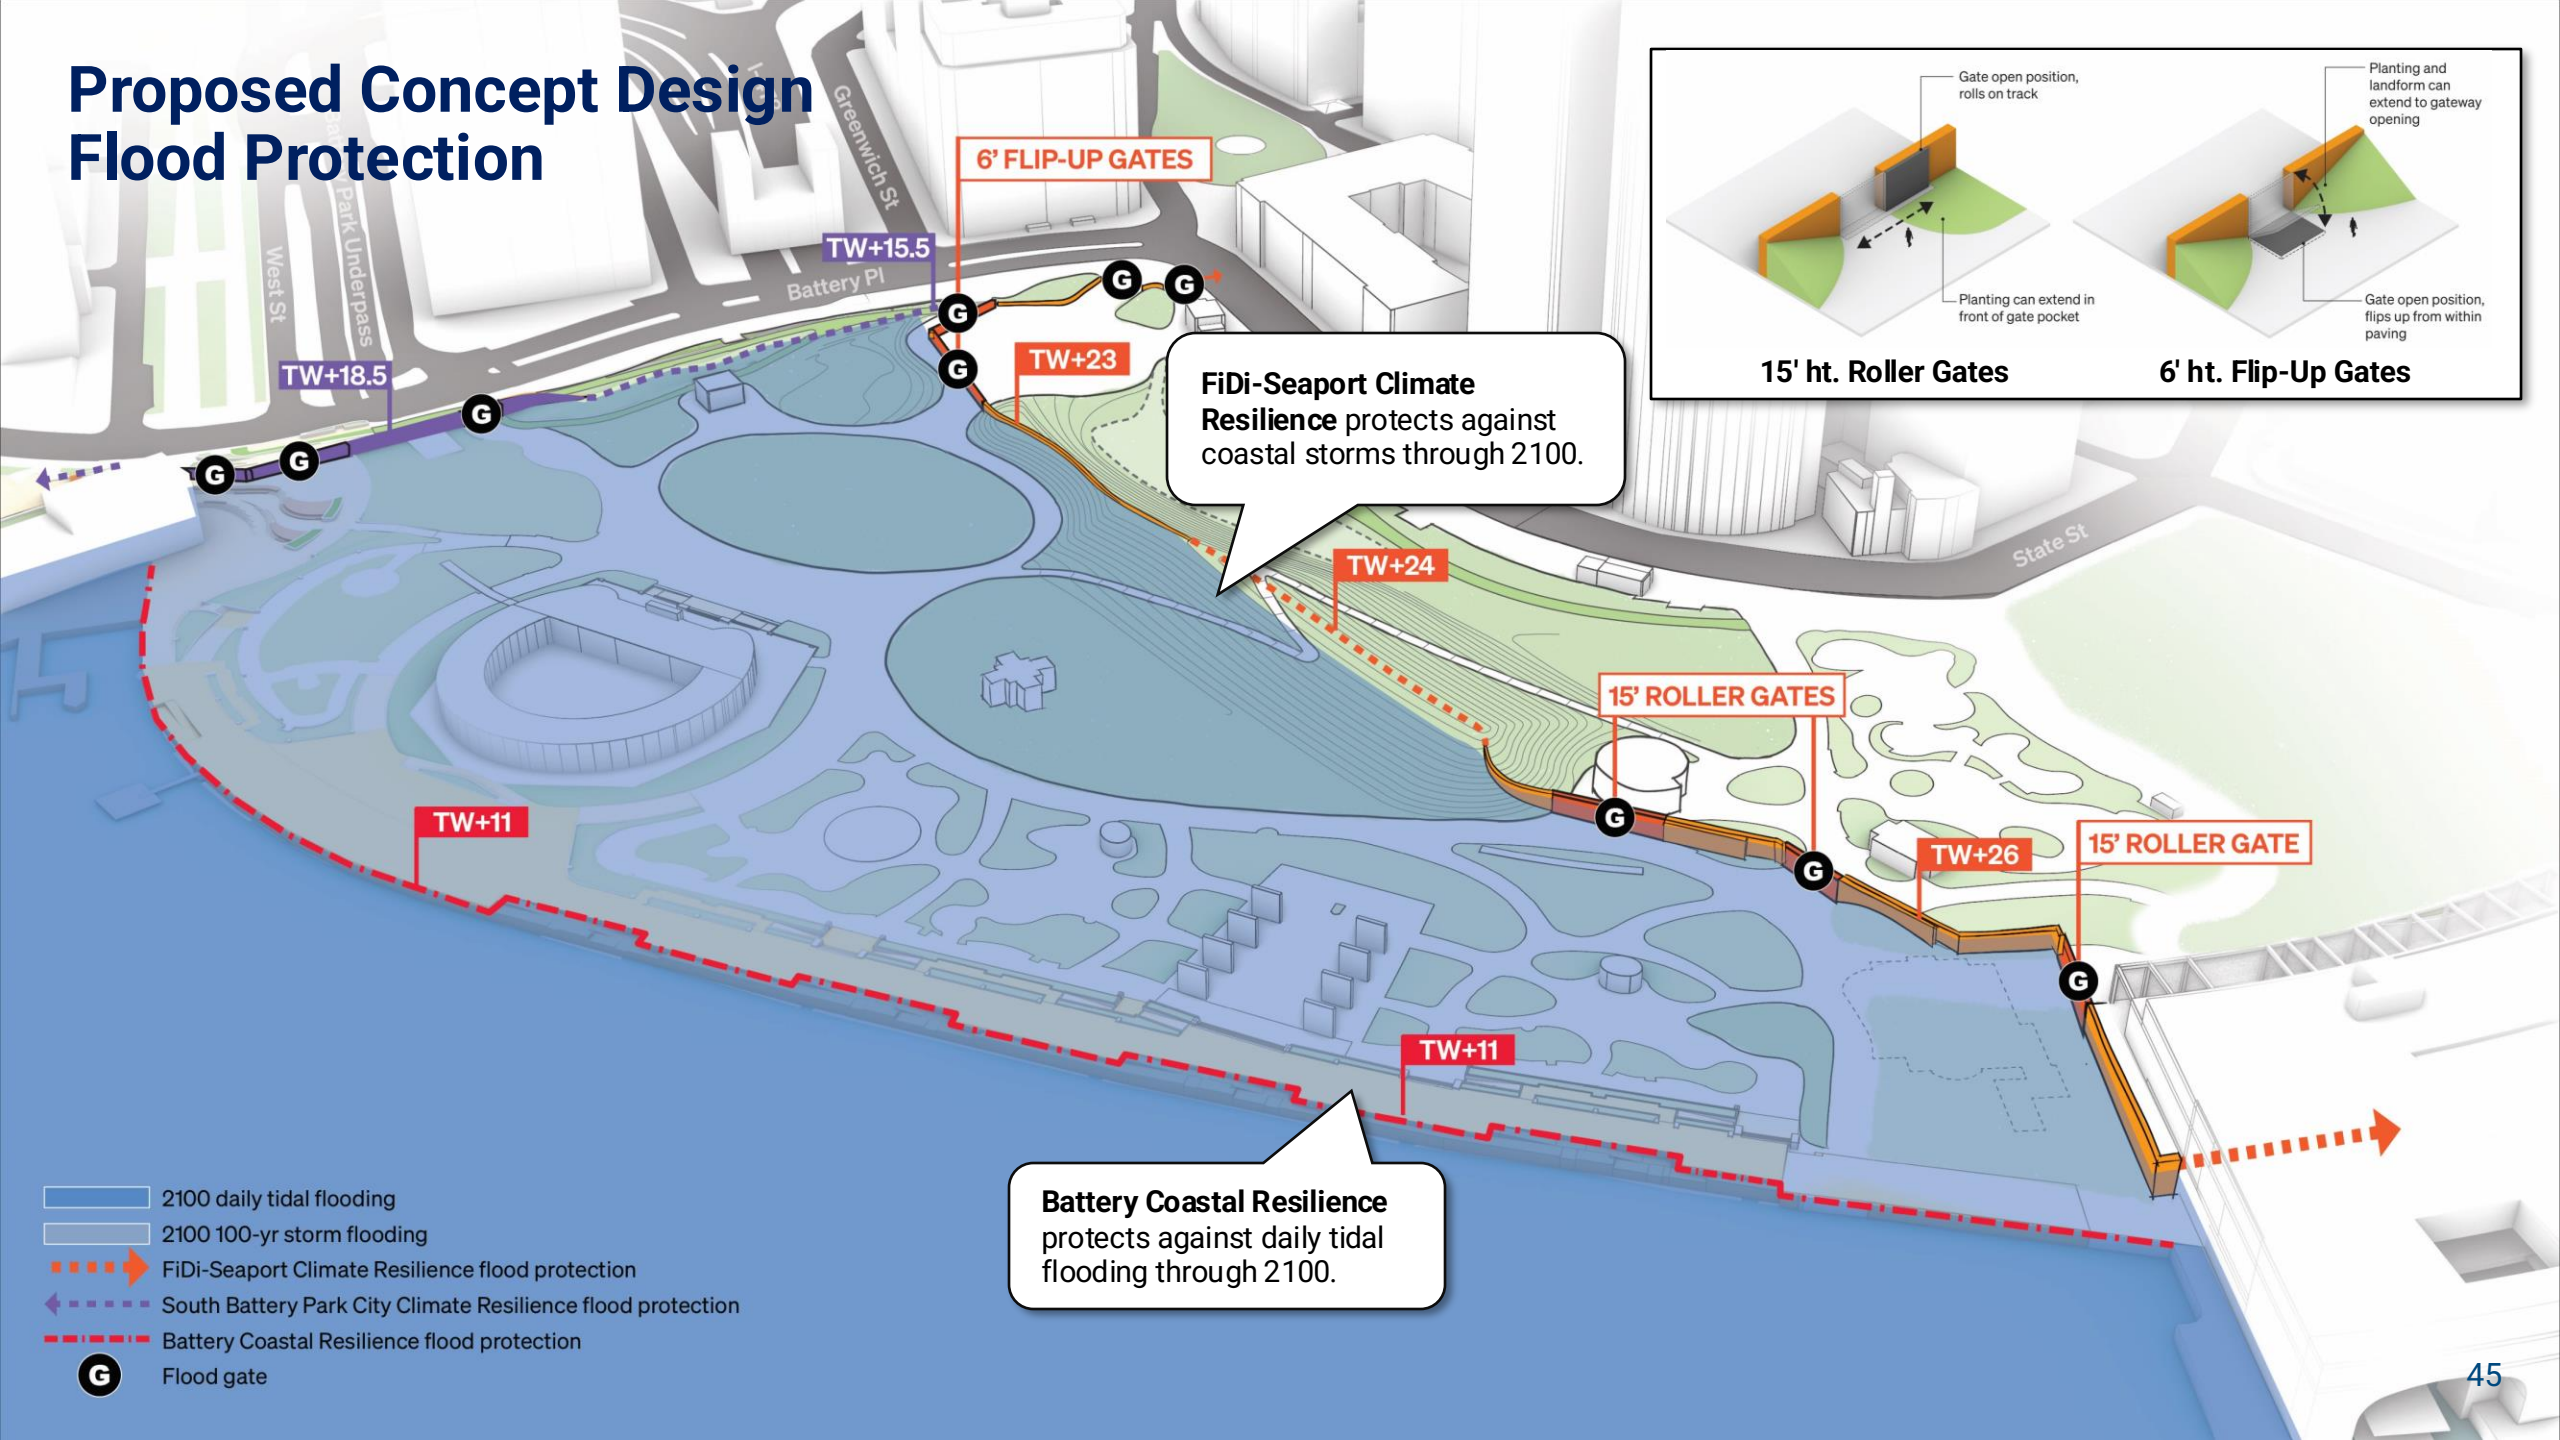 Proposed Concept Design
Flood Protection
Greenwich St
Park Underpass
West St
Battery Pl
State St
6’ FLIP-UP GATES
TW+15.5
TW+18.5
TW+23
TW+24
TW+26
TW+11
TW+11
15’ ROLLER GATES
15’ ROLLER GATE
G
G
G
G
G
G
G
G
G
G
FiDi-Seaport Climate
Resilience protects against
coastal storms through 2100.
Battery Coastal Resilience
protects against daily tidal
flooding through 2100.
Gate open position,
rolls on track
Planting can extend in
front of gate pocket
15' ht. Roller Gates
Planting and
landform can
extend to gateway
opening
Gate open position,
flips up from within
paving
6' ht. Flip-Up Gates
2100 daily tidal flooding
2100 100-yr storm flooding
FiDi-Seaport Climate Resilience flood protection
South Battery Park City Climate Resilience flood protection
Battery Coastal Resilience flood protection
G
Flood gate
45